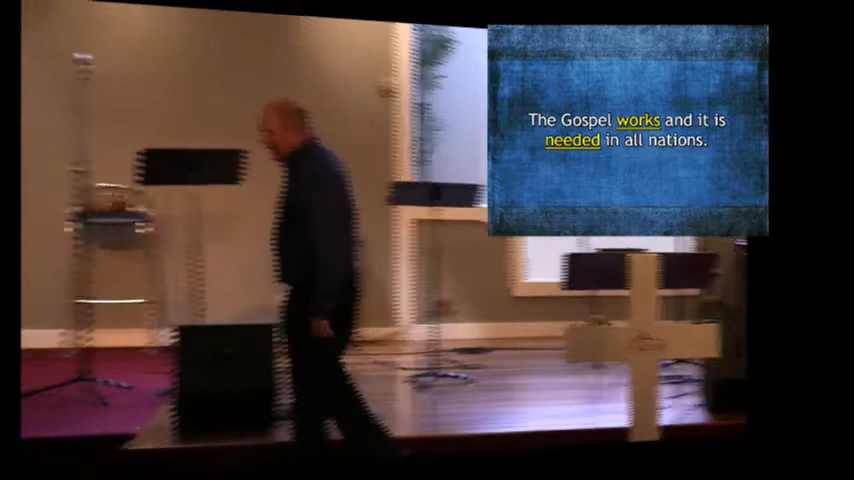 The Gospel works and it is
needed in all nations.